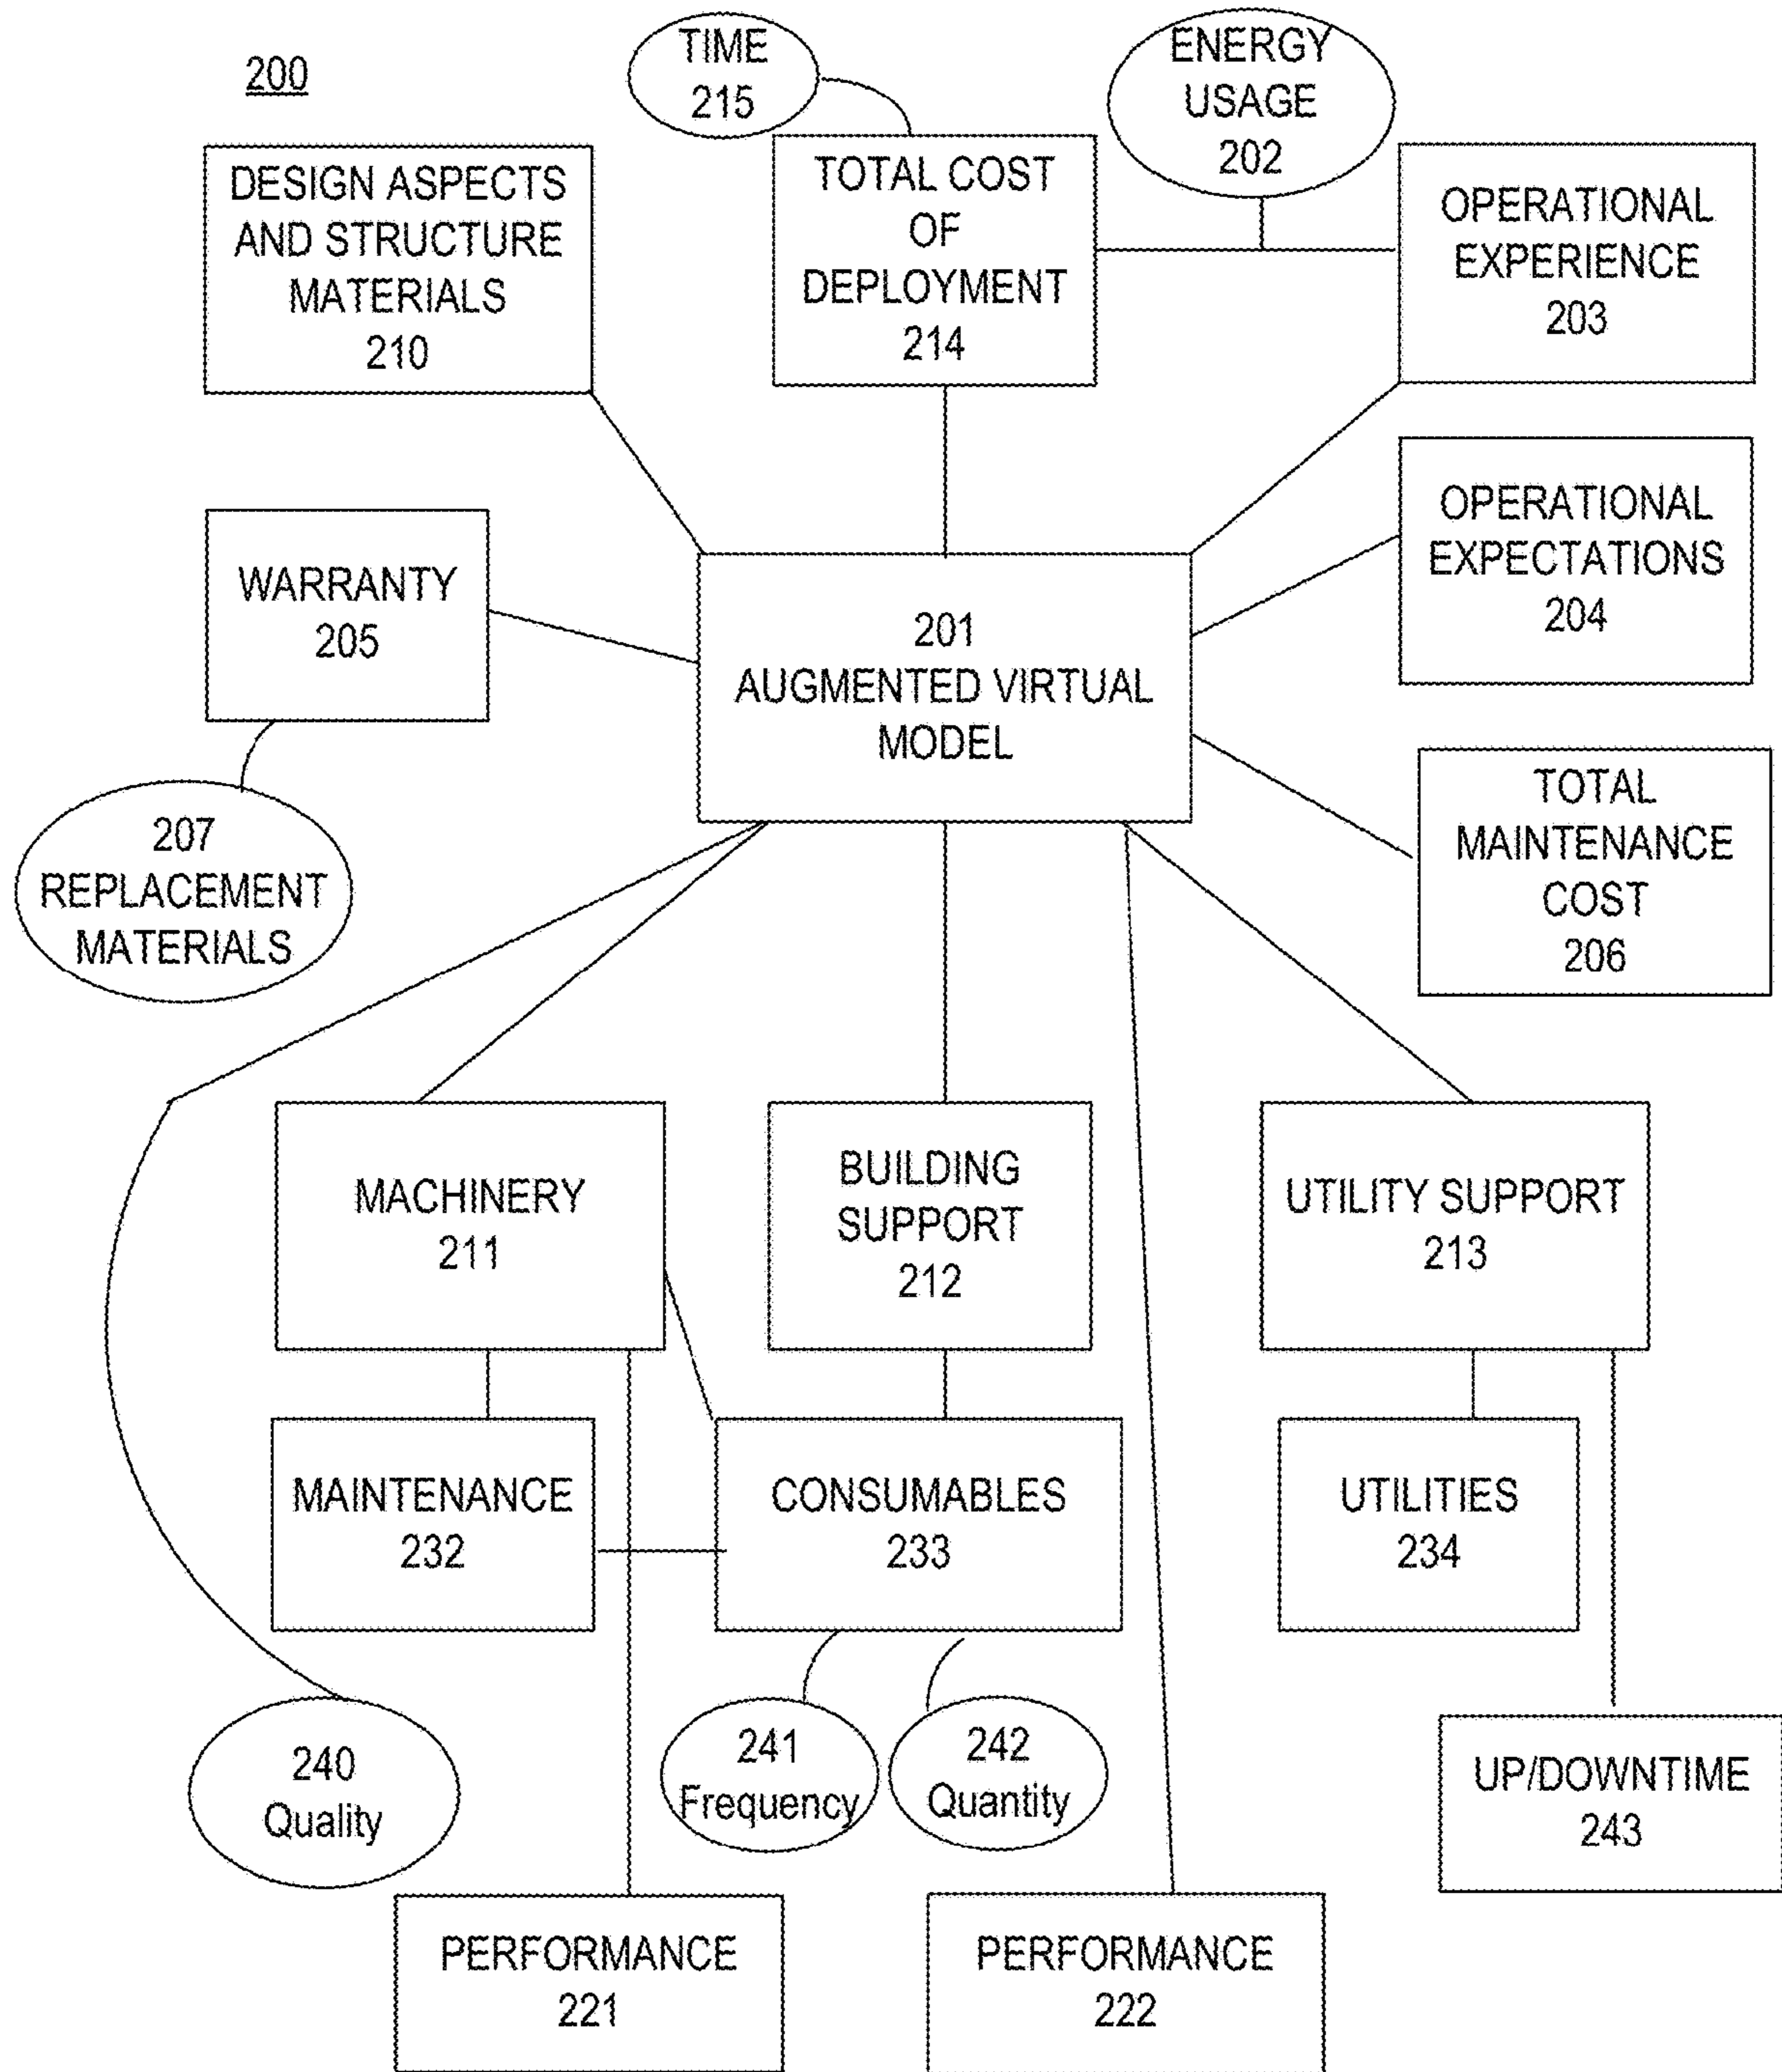 200
TIME
215
ENERGY
USAGE
202
DESIGN ASPECTS
AND STRUCTURE
MATERIALS
210
TOTAL COST
OF
DEPLOYMENT
214
OPERATIONAL
EXPERIENCE
203
OPERATIONAL
EXPECTATIONS
204
WARRANTY
205
201
AUGMENTED VIRTUAL
MODEL
TOTAL
MAINTENANCE
COST
206
207
REPLACEMENT
MATERIALS
MACHINERY
211
BUILDING
SUPPORT
212
UTILITY SUPPORT
213
MAINTENANCE
232
CONSUMABLES
233
UTILITIES
234
240
Quality
241
Frequency
242
Quantity
UP/DOWNTIME
243
PERFORMANCE
221
PERFORMANCE
222